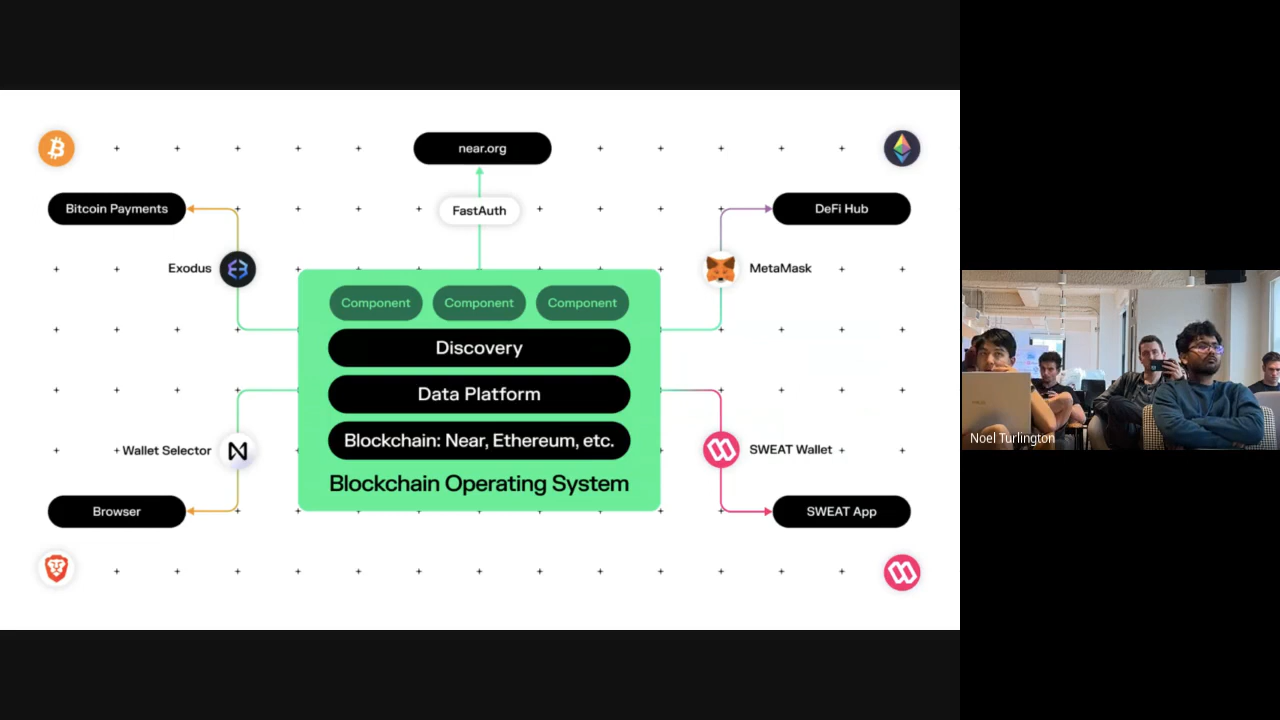 near.org
Bitcoin Payments
FastAuth
DeFi Hub
Exodus
MetaMask
Component
Component
Component
Discovery
Data Platform
Blockchain: Near, Ethereum, etc.
Blockchain Operating System
Wallet Selector
SWEAT Wallet
Browser
SWEAT App
Noel Turlington